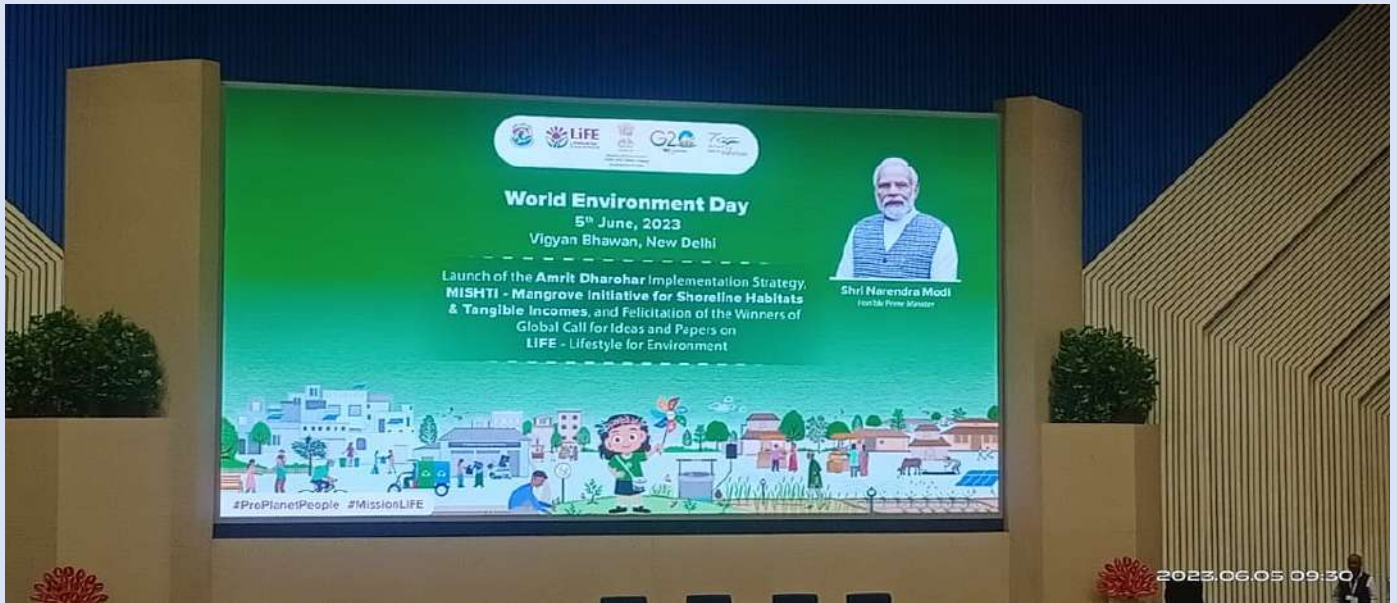 LiFE
G20
World Environment Day
5th June, 2023
Vigyan Bhawan, New Delhi
Launch of the Amrit Dharohar Implementation Strategy,
MISHTI - Mangrove Initiative for Shoreline Habitats
& Tangible Incomes, and Felicitation of the Winners of
Global Call for Ideas and Papers on
LiFE - Lifestyle for Environment
Shri Narendra Modi
Hon'ble Prime Minister
#ProPlanetPeople #MissionLiFE
2023.06.05 09:30